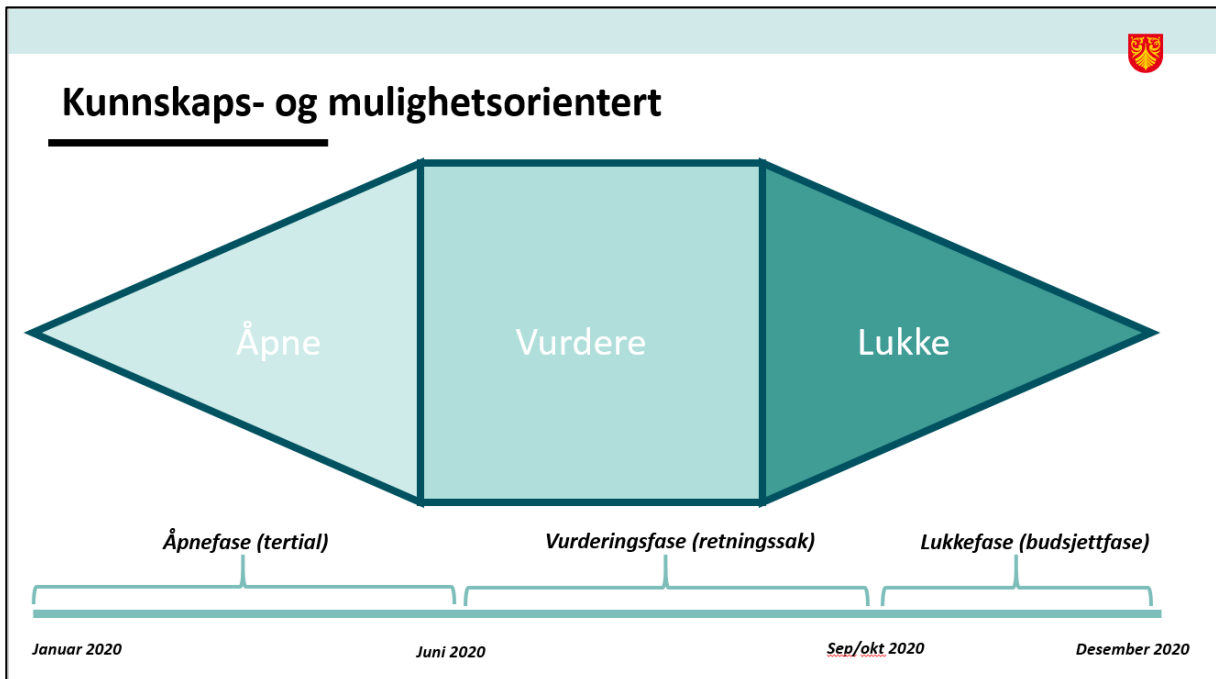 Kunnskaps- og mulighetsorientert
Åpne
Vurdere
Lukke
Åpnefase (tertial)
Vurderingsfase (retningssak)
Lukkefase (budsjettfase)
Januar 2020
Juni 2020
Sep/okt 2020
Desember 2020